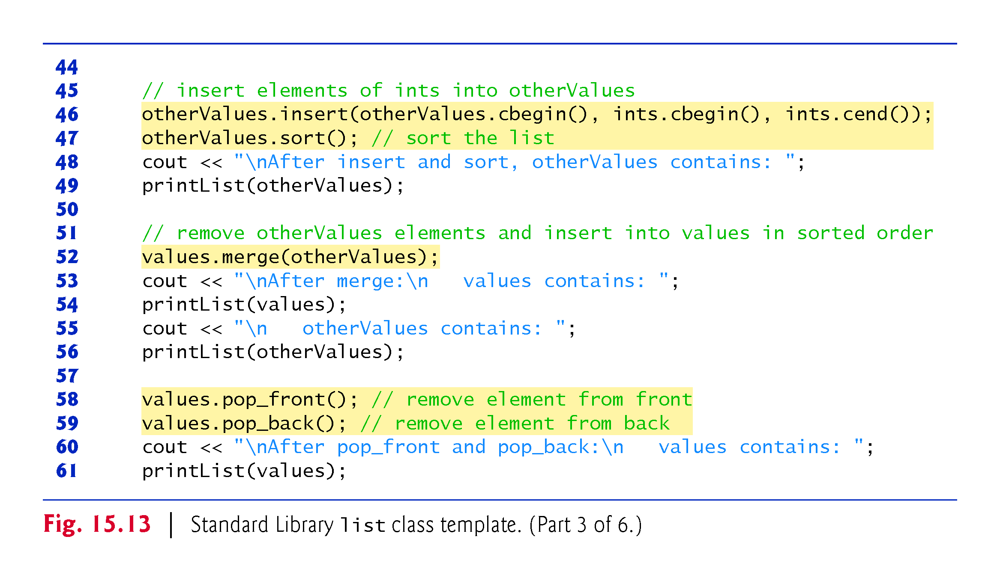 44
45 // insert elements of ints into otherValues
46 otherValues.insert(otherValues.cbegin(), ints.cbegin(), ints.cend());
47 otherValues.sort(); // sort the list
48 cout << "\nAfter insert and sort, otherValues contains: ";
49 printList(otherValues);
50
51 // remove otherValues elements and insert into values in sorted order
52 values.merge(otherValues);
53 cout << "\nAfter merge:\n   values contains: ";
54 printList(values);
55 cout << "\n   otherValues contains: ";
56 printList(otherValues);
57
58 values.pop_front(); // remove element from front
59 values.pop_back(); // remove element from back
60 cout << "\nAfter pop_front and pop_back:\n   values contains: ";
61 printList(values);
Fig. 15.13 | Standard Library list class template. (Part 3 of 6.)